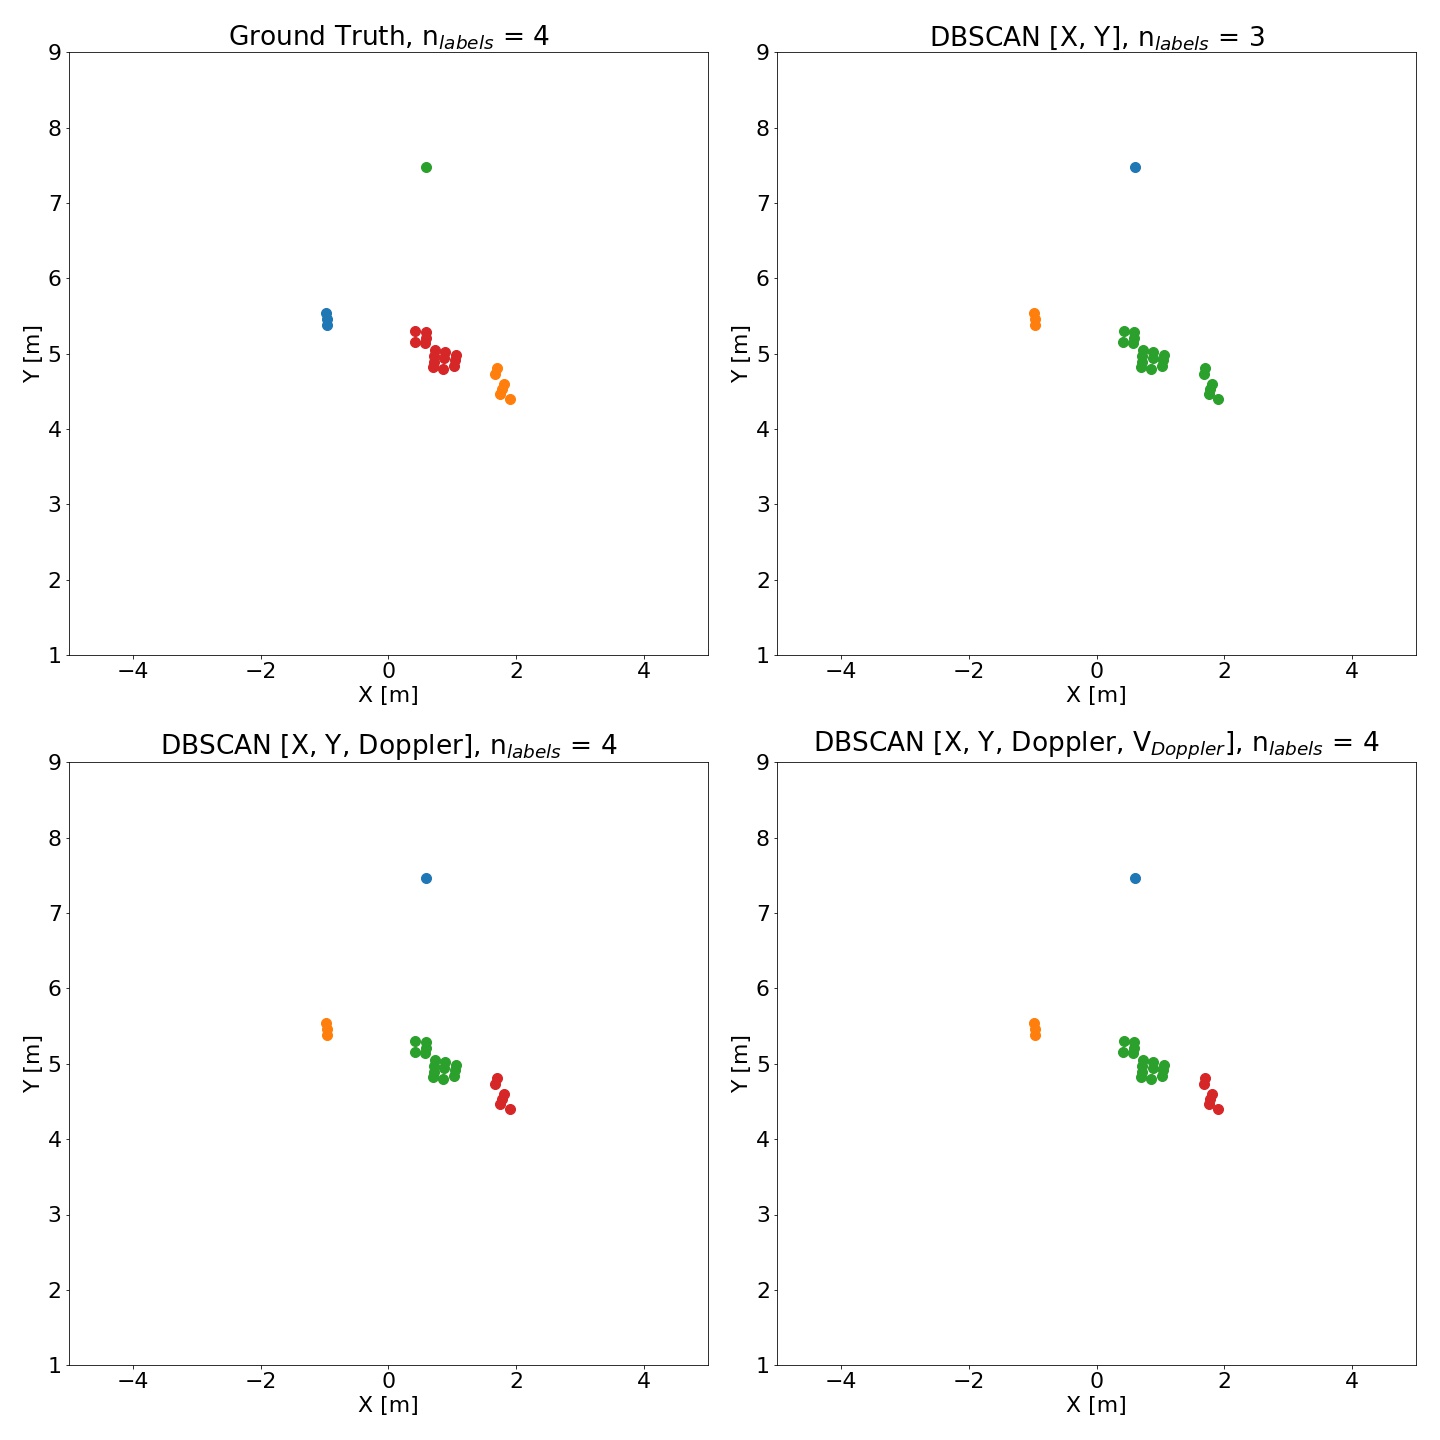 Ground Truth, n_labels = 4
9
8
7
6
5
4
3
2
1
Y [m]
−4 −2 0 2 4
X [m]
DBSCAN [X, Y], n_labels = 3
9
8
7
6
5
4
3
2
1
Y [m]
−4 −2 0 2 4
X [m]
DBSCAN [X, Y, Doppler], n_labels = 4
9
8
7
6
5
4
3
2
1
Y [m]
−4 −2 0 2 4
X [m]
DBSCAN [X, Y, Doppler, V_Doppler], n_labels = 4
9
8
7
6
5
4
3
2
1
Y [m]
−4 −2 0 2 4
X [m]